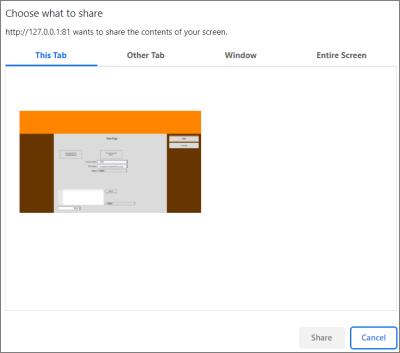 Choose what to share
http://127.0.0.1:81 wants to share the contents of your screen.
This Tab
Other Tab
Window
Entire Screen
Share
Cancel